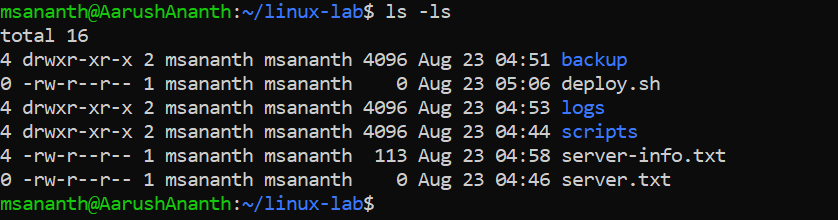 msananth@AarushAnanth:~/linux-lab$ ls -ls
total 16
4 drwxr-xr-x 2 msananth msananth 4096 Aug 23 04:51 backup
0 -rw-r--r-- 1 msananth msananth    0 Aug 23 05:06 deploy.sh
4 drwxr-xr-x 2 msananth msananth 4096 Aug 23 04:53 logs
4 drwxr-xr-x 2 msananth msananth 4096 Aug 23 04:44 scripts
4 -rw-r--r-- 1 msananth msananth  113 Aug 23 04:58 server-info.txt
0 -rw-r--r-- 1 msananth msananth    0 Aug 23 04:46 server.txt
msananth@AarushAnanth:~/linux-lab$